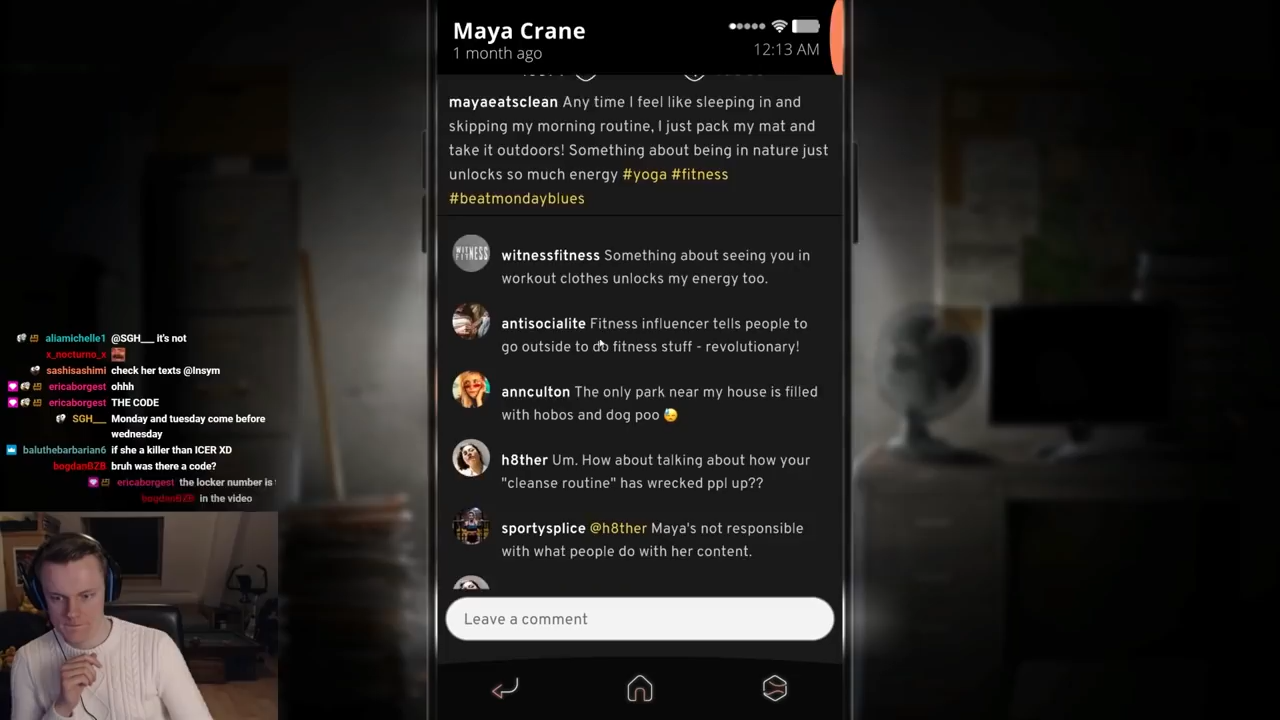 Maya Crane
1 month ago
12:13 AM
mayaeatsclean Any time I feel like sleeping in and
skipping my morning routine, I just pack my mat and
take it outdoors! Something about being in nature just
unlocks so much energy #yoga #fitness
#beatmondayblues
WITNESS
FITNESS
witnessfitness Something about seeing you in
workout clothes unlocks my energy too.
antisocialite Fitness influencer tells people to
go outside to do fitness stuff - revolutionary!
annculton The only park near my house is filled
with hobos and dog poo 😓
h8ther Um. How about talking about how your
"cleanse routine" has wrecked ppl up??
sportysplice @h8ther Maya's not responsible
with what people do with her content.
Leave a comment
aliamichelle1 @SGH___ it's not
x_nocturno_x
sashisashimi check her texts @Insym
ericaborgest ohhh
ericaborgest THE CODE
SGH___ Monday and tuesday come before
wednesday
baluthebarbarian6 if she a killer than ICER XD
bogdanBZB bruh was there a code?
ericaborgest the locker number is
bogdanBZB in the video